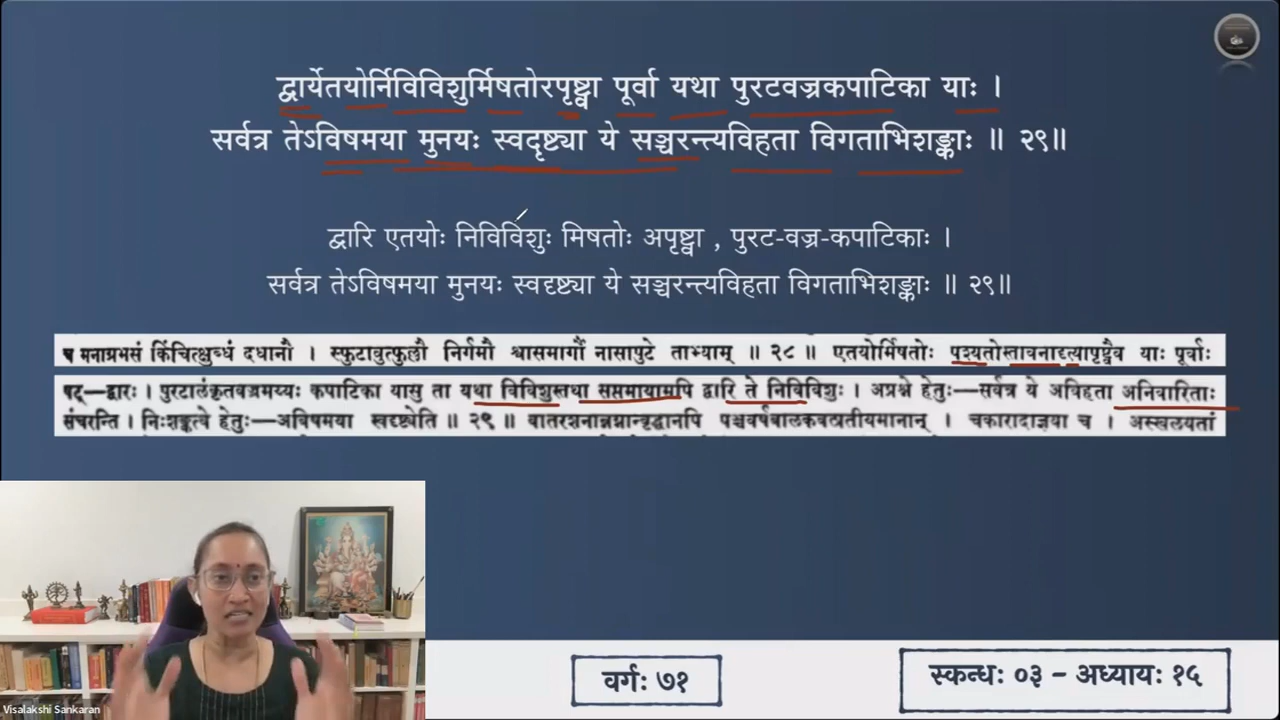 द्वार्येतयोर्निविविशुर्मिषतोरपृष्ट्वा पूर्वा यथा पुरटवज्रकपाटिका याः ।
सर्वत्र तेऽविषमया मुनयः स्वदृष्ट्या ये सञ्चरन्त्यविहता विगताभिशङ्काः ॥ २९॥
द्वारि एतयोः निविविशुः मिषतोः अपृष्ट्वा , पुरट-वज्र-कपाटिकाः ।
सर्वत्र तेऽविषमया मुनयः स्वदृष्ट्या ये सञ्चरन्त्यविहता विगताभिशङ्काः ॥ २९॥
च मनाग्रभसं किंचित्क्षुब्धं दधानौ । स्फुटावुत्फुल्लौ निर्गमौ श्वासमार्गौ नासापुटे ताभ्याम् ॥ २८ ॥ एतयोर्मिषतोः पश्यतोस्तावनादृत्यापृष्ट्वैव याः पूर्वाः
षट्—द्वारः । पुरटालंकृतवज्रमय्यः कपाटिका यासु ता यथा विविशुस्तथा सप्तमायामपि द्वारि ते निविविशुः । अप्रश्ने हेतुः—सर्वत्र ये अविहता अनिवारिताः
संचरन्ति । निःशङ्कत्वे हेतुः—अविषमया स्वदृष्ट्येति ॥ २९ ॥ वातरशनान्नग्नान्वृद्धानपि पञ्चवर्षबालकवत्प्रतीयमानान् । चकारादाज्ञया च । अस्खलयतां
Visalakshi Sankaran
वर्गः ७१
स्कन्धः ०३ – अध्यायः १५